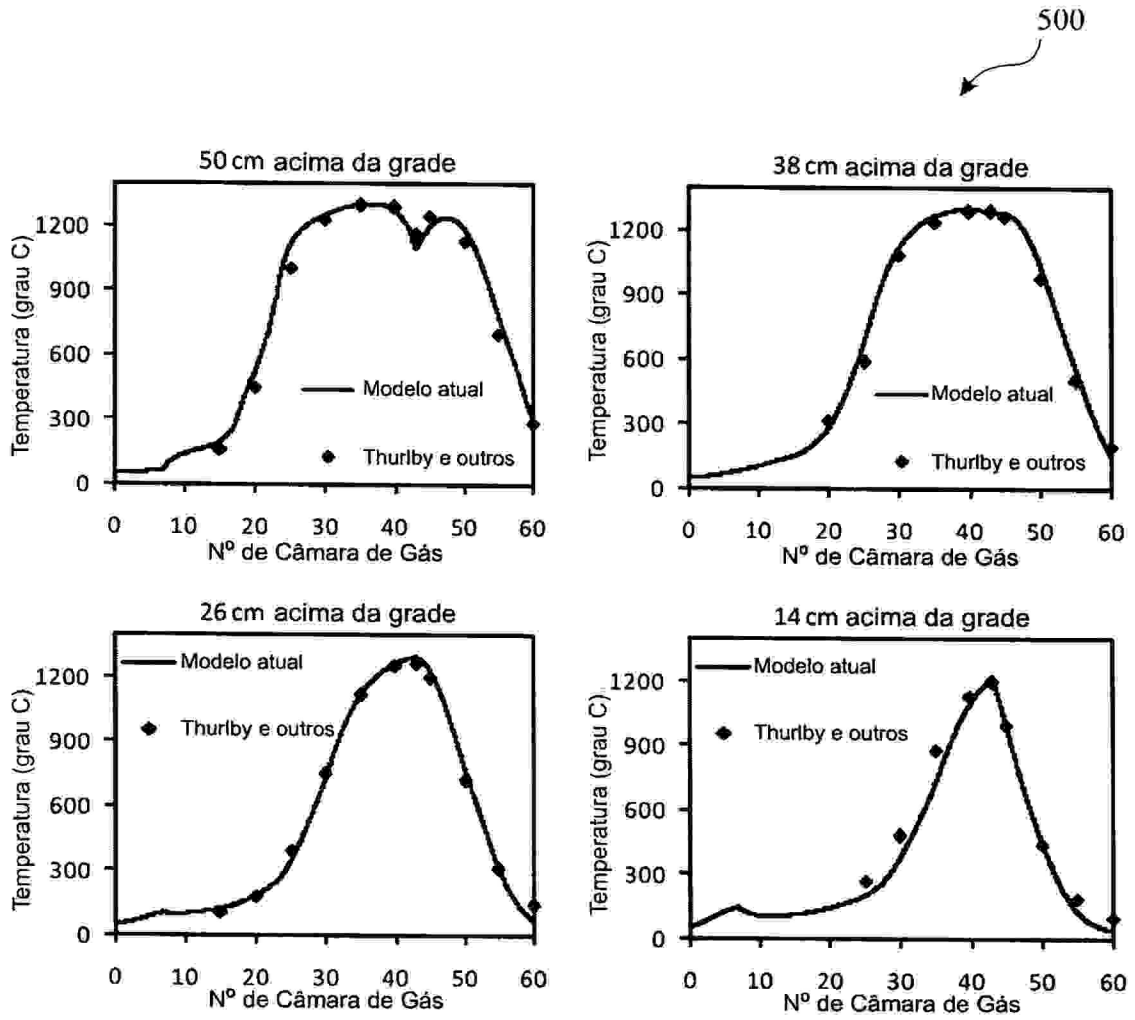 500
50 cm acima da grade
Temperatura (grau C)
1200
900
600
300
0
Modelo atual
Thurlby e outros
0 10 20 30 40 50 60
Nº de Câmara de Gás
38 cm acima da grade
Temperatura (grau C)
1200
900
600
300
0
Modelo atual
Thurlby e outros
0 10 20 30 40 50 60
Nº de Câmara de Gás
26 cm acima da grade
Temperatura (grau C)
1200
900
600
300
0
Modelo atual
Thurlby e outros
0 10 20 30 40 50 60
Nº de Câmara de Gás
14 cm acima da grade
Temperatura (grau C)
1200
900
600
300
0
Modelo atual
Thurlby e outros
0 10 20 30 40 50 60
Nº de Câmara de Gás